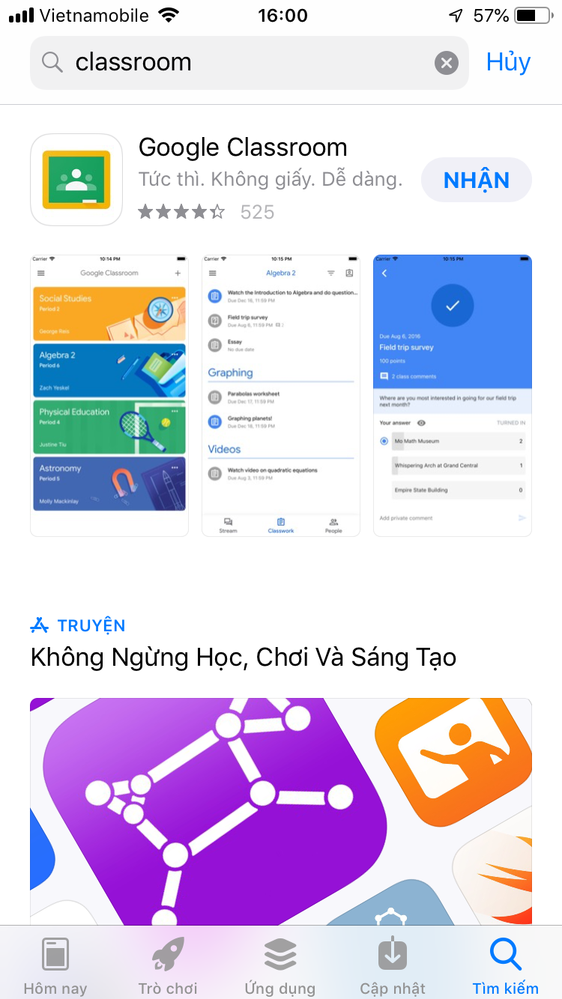 Vietnamobile 16:00 57%
classroom Hủy
Google Classroom
Tức thì. Không giấy. Dễ dàng.
NHẬN
525
Carrier 10:14 PM
Google Classroom
Social Studies
Period 2
George Reis
Algebra 2
Period 6
Zach Yeskel
Physical Education
Period 4
Justine Tiu
Astronomy
Period 5
Molly Mackinlay
Carrier 10:15 PM
Algebra 2
Watch the Introduction to Algebra and do question...
Due Dec 16, 11:59 PM
Field trip survey
Due Aug 6, 11:59 PM 2
Essay
No due date
Graphing
Parabolas worksheet
Due Dec 17, 11:59 PM
Graphing planets!
Due Dec 18, 11:59 PM
Videos
Watch video on quadratic equations
Due Aug 3, 11:59 PM
Stream Classwork People
Carrier 10:15 PM
Due Aug 6, 2016
Field trip survey
100 points
2 class comments
Where are you most interested in going for our field trip
next month?
Your answer TURNED IN
Mo Math Museum 2
Whispering Arch at Grand Central 1
Empire State Building 0
Add private comment
TRUYỆN
Không Ngừng Học, Chơi Và Sáng Tạo
Hôm nay Trò chơi Ứng dụng Cập nhật Tìm kiếm